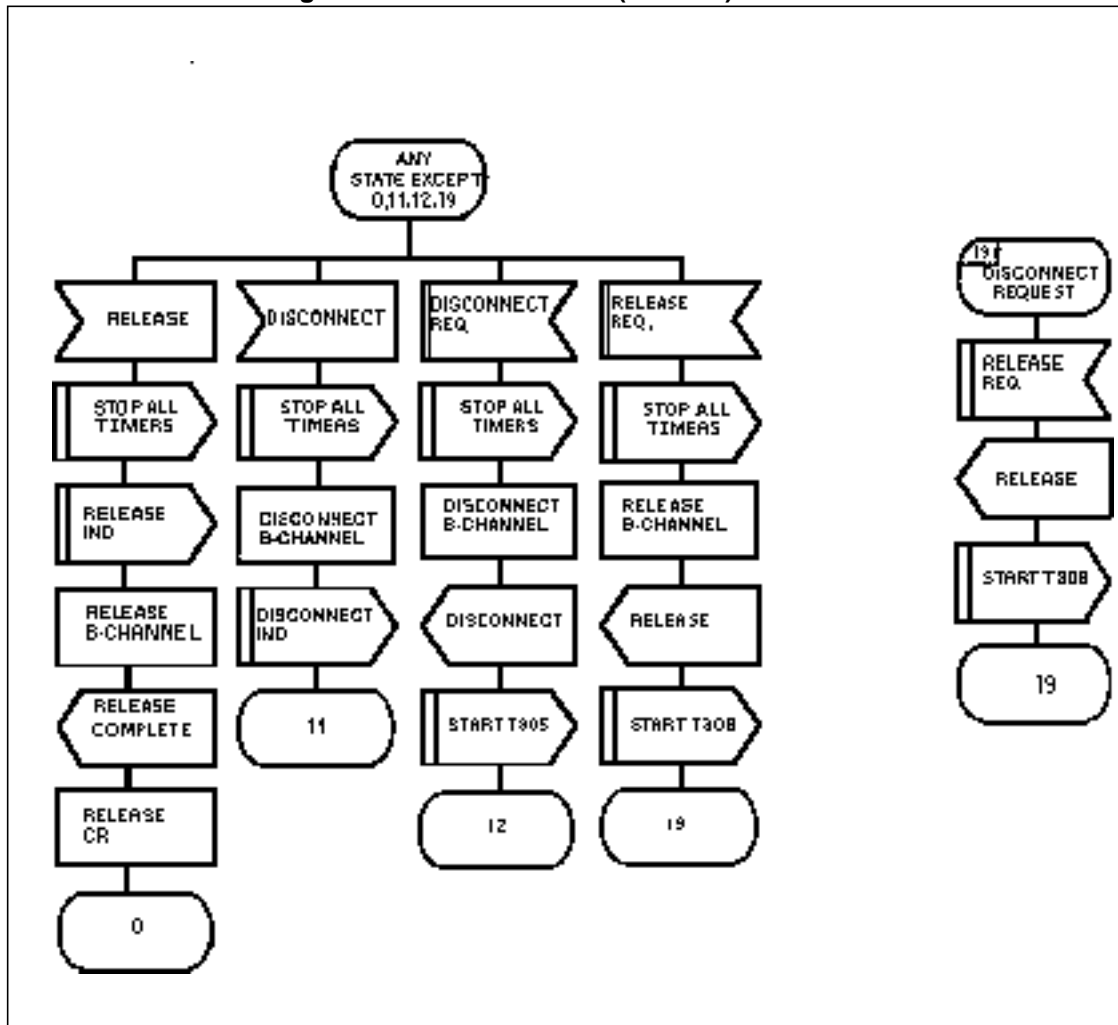 ANY
STATE EXCEPT
0,11,12,19
RELEASE
STOP ALL
TIMERS
RELEASE
IND
RELEASE
B-CHANNEL
RELEASE
COMPLETE
RELEASE
CR
0
DISCONNECT
STOP ALL
TIMERS
DISCONNECT
B-CHANNEL
DISCONNECT
IND
11
DISCONNECT
REQ.
STOP ALL
TIMERS
DISCONNECT
B-CHANNEL
DISCONNECT
START T305
12
RELEASE
REQ.
STOP ALL
TIMERS
RELEASE
B-CHANNEL
RELEASE
START T308
19
19
DISCONNECT
REQUEST
RELEASE
REQ.
RELEASE
START T308
19